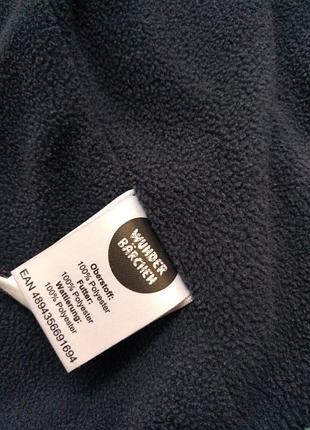 WUNDER
BÄRCHEN
Oberstoff:
100% Polyester
Futter:
100% Polyester
Wattierung:
100% Polyester
EAN 4894356691694